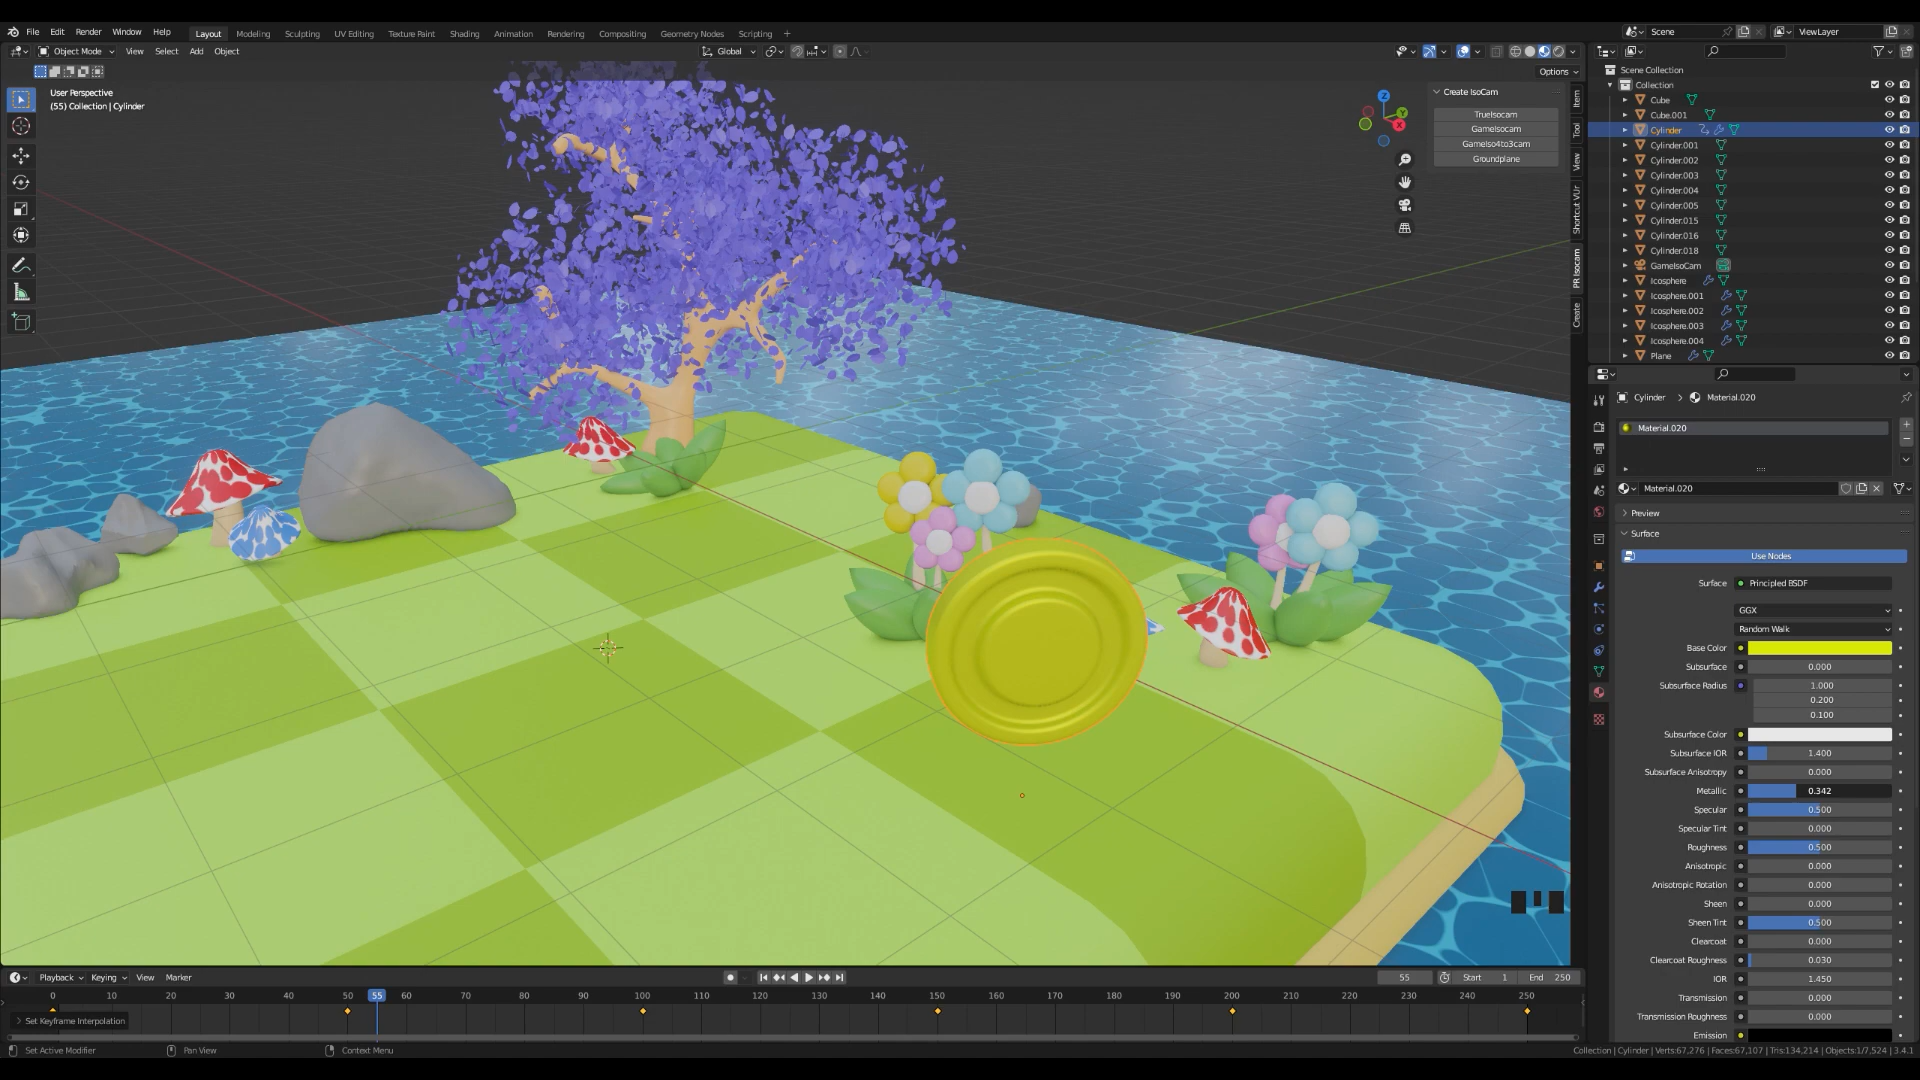 File Edit Render Window Help Layout Modeling Sculpting UV Editing Texture Paint Shading Animation Rendering Compositing Geometry Nodes Scripting + Scene ViewLayer
Object Mode View Select Add Object Global
Options
User Perspective
(55) Collection | Cylinder
Create IsoCam
TrueIsocam
GameIsocam
GameIso4to3cam
Groundplane
Z
Y
X
Item
Tool
View
Shortcut VUr
PR Isocam
Create
Scene Collection
Collection
Cube
Cube.001
Cylinder
Cylinder.001
Cylinder.002
Cylinder.003
Cylinder.004
Cylinder.005
Cylinder.015
Cylinder.016
Cylinder.018
GameIsoCam
Icosphere
Icosphere.001
Icosphere.002
Icosphere.003
Icosphere.004
Plane
Cylinder > Material.020
Material.020
Material.020
Preview
Surface
Use Nodes
Surface Principled BSDF
GGX
Random Walk
Base Color
Subsurface 0.000
Subsurface Radius 1.000
0.200
0.100
Subsurface Color
Subsurface IOR 1.400
Subsurface Anisotropy 0.000
Metallic 0.342
Specular 0.500
Specular Tint 0.000
Roughness 0.500
Anisotropic 0.000
Anisotropic Rotation 0.000
Sheen 0.000
Sheen Tint 0.500
Clearcoat 0.000
Clearcoat Roughness 0.030
IOR 1.450
Transmission 0.000
Transmission Roughness 0.000
Emission
Playback Keying View Marker 55 Start 1 End 250
0 10 20 30 40 50 55 60 70 80 90 100 110 120 130 140 150 160 170 180 190 200 210 220 230 240 250
Set Keyframe Interpolation
Set Active Modifier Pan View Context Menu Collection | Cylinder | Verts:67,276 | Faces:67,107 | Tris:134,214 | Objects:1/7,524 | 3.4.1